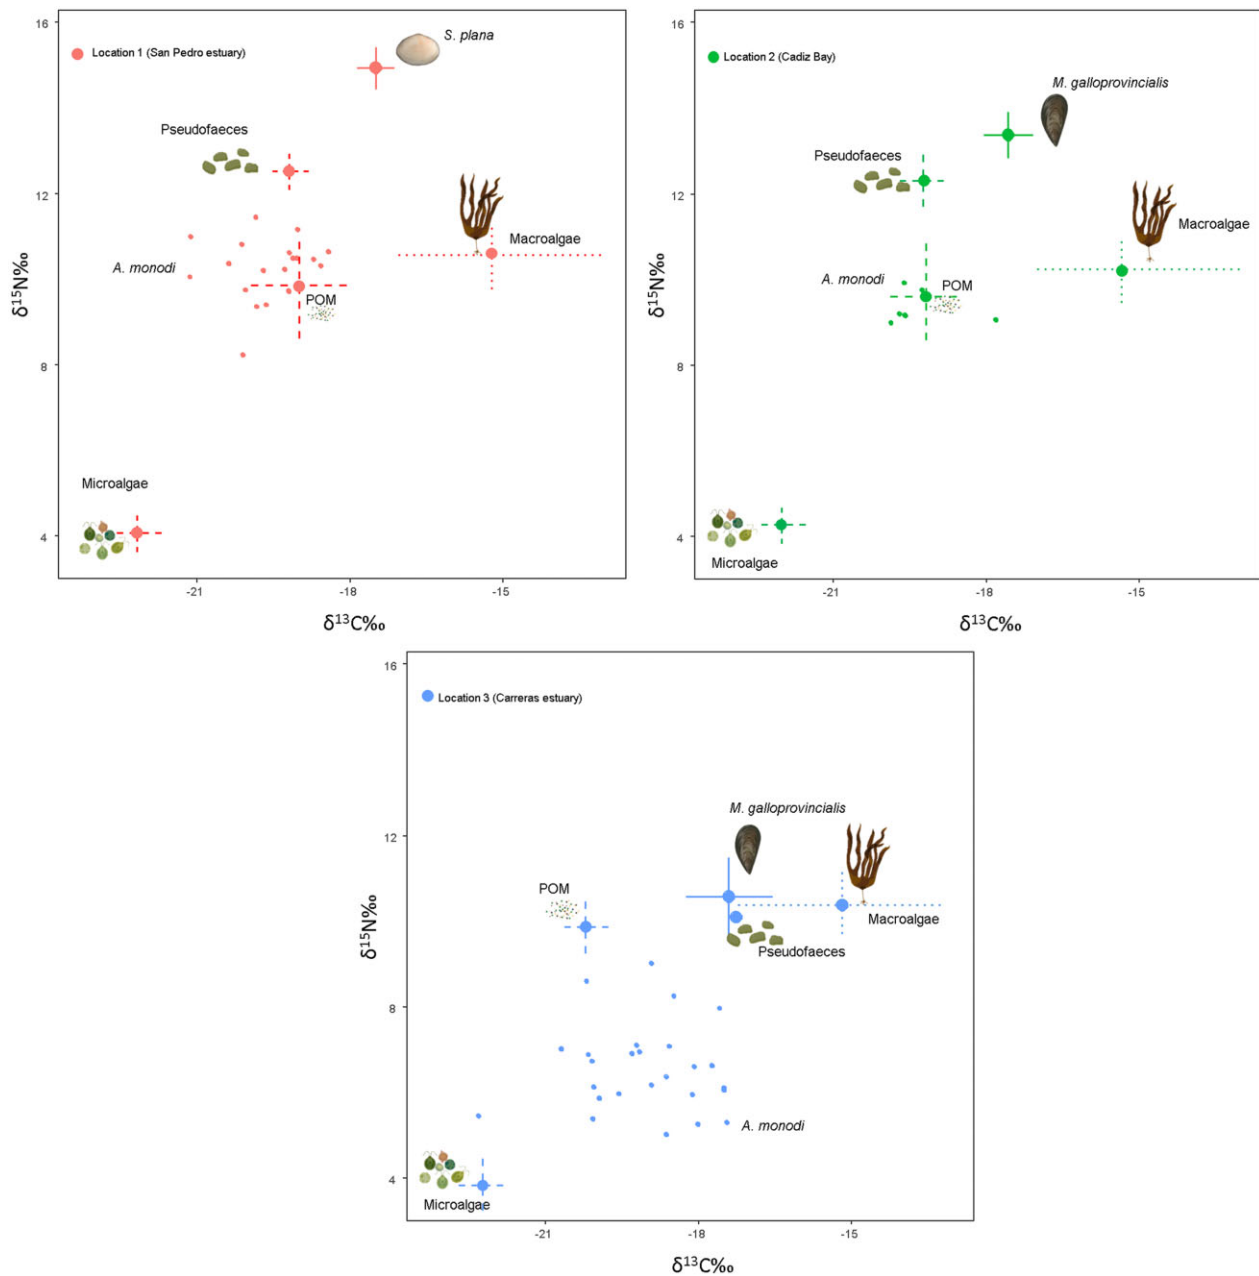 16
Location 1 (San Pedro estuary)
S. plana
Pseudofaeces
12
Macroalgae
A. monodi
POM
δ¹⁵N‰
8
Microalgae
4
-21
-18
-15
δ¹³C‰
16
Location 2 (Cadiz Bay)
M. galloprovincialis
Pseudofaeces
12
Macroalgae
A. monodi
POM
δ¹⁵N‰
8
4
Microalgae
-21
-18
-15
δ¹³C‰
16
Location 3 (Carreras estuary)
M. galloprovincialis
12
POM
Macroalgae
δ¹⁵N‰
Pseudofaeces
8
A. monodi
4
Microalgae
-21
-18
-15
δ¹³C‰